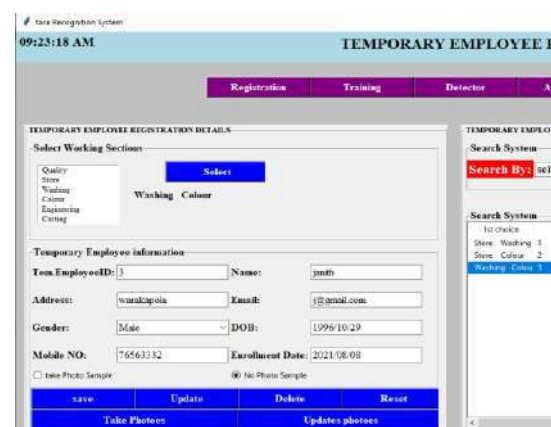 face Recognition System
09:23:18 AM
TEMPORARY EMPLOYEE
Registration Training Detector A
TEMPORARY EMPLOYEE REGISTRATION DETAILS
TEMPORARY EMPLO
Select Working Sections
Search System
Quality
Store
Washing
Colour
Engineering
Cutting
Select
Washing Colour
Search By: sel
Search System
1st choice
Store Washing 1
Store Colour 2
Washing Colou 3
Temporary Employee information
Tem.EmployeeID: 3 Name: janith
Address: warakapola Email: @gmail.com
Gender: Male DOB: 1996/10/29
Mobile NO: 76563332 Enrollment Date: 2021/08/08
take Photo Sample No Photo Sample
save Update Delete Reset
Take Photoes Updates photoes